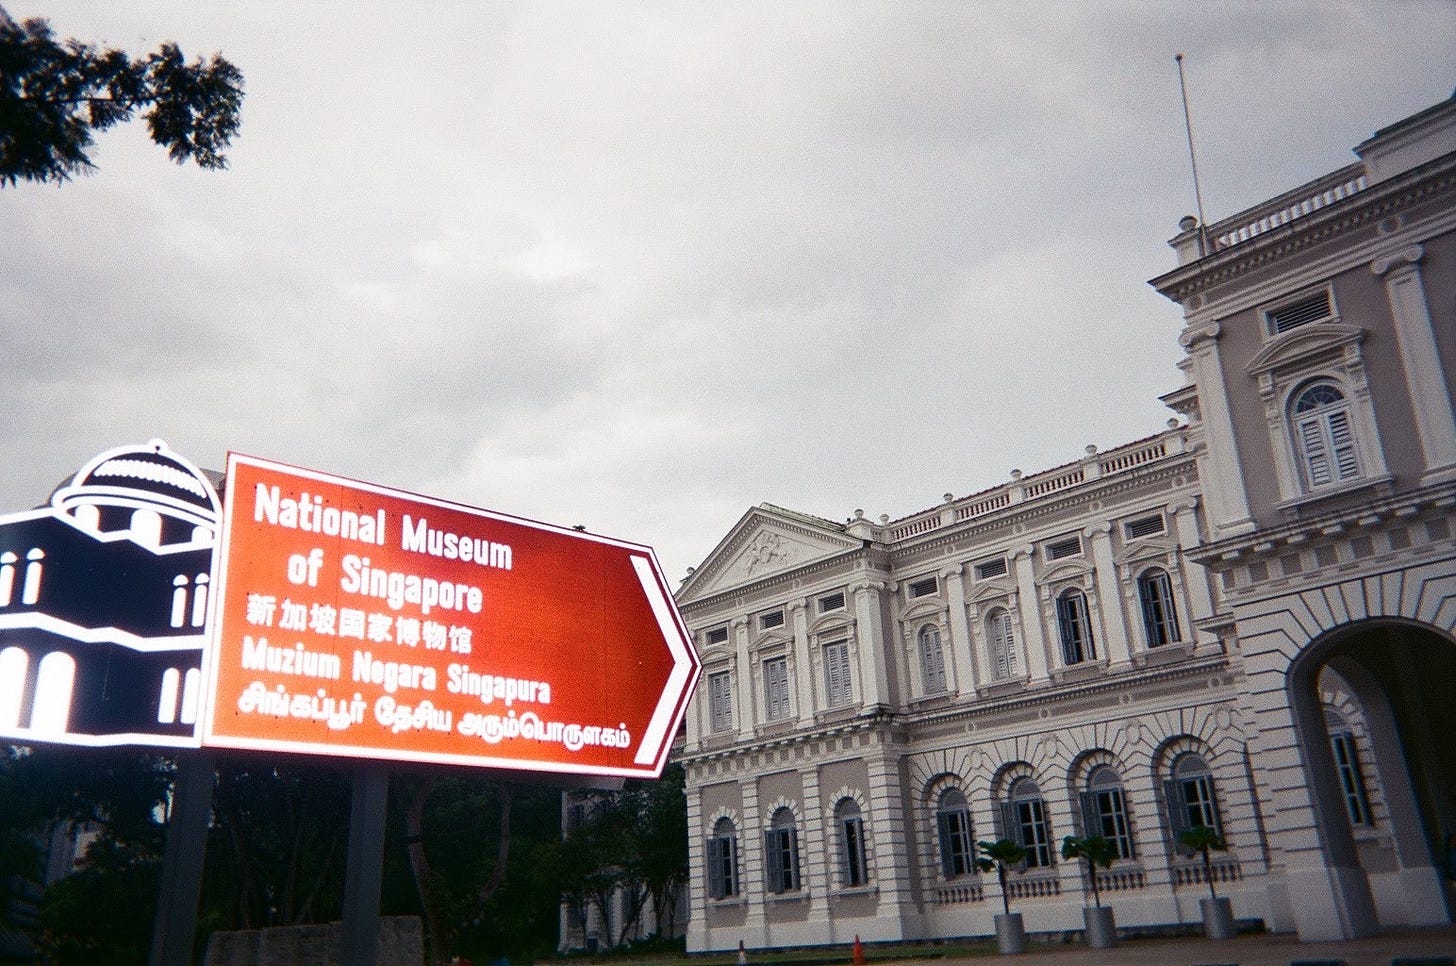 National Museum
of Singapore
新加坡国家博物馆
Muzium Negara Singapura
சிங்கப்பூர் தேசிய அரும்பொருளகம்